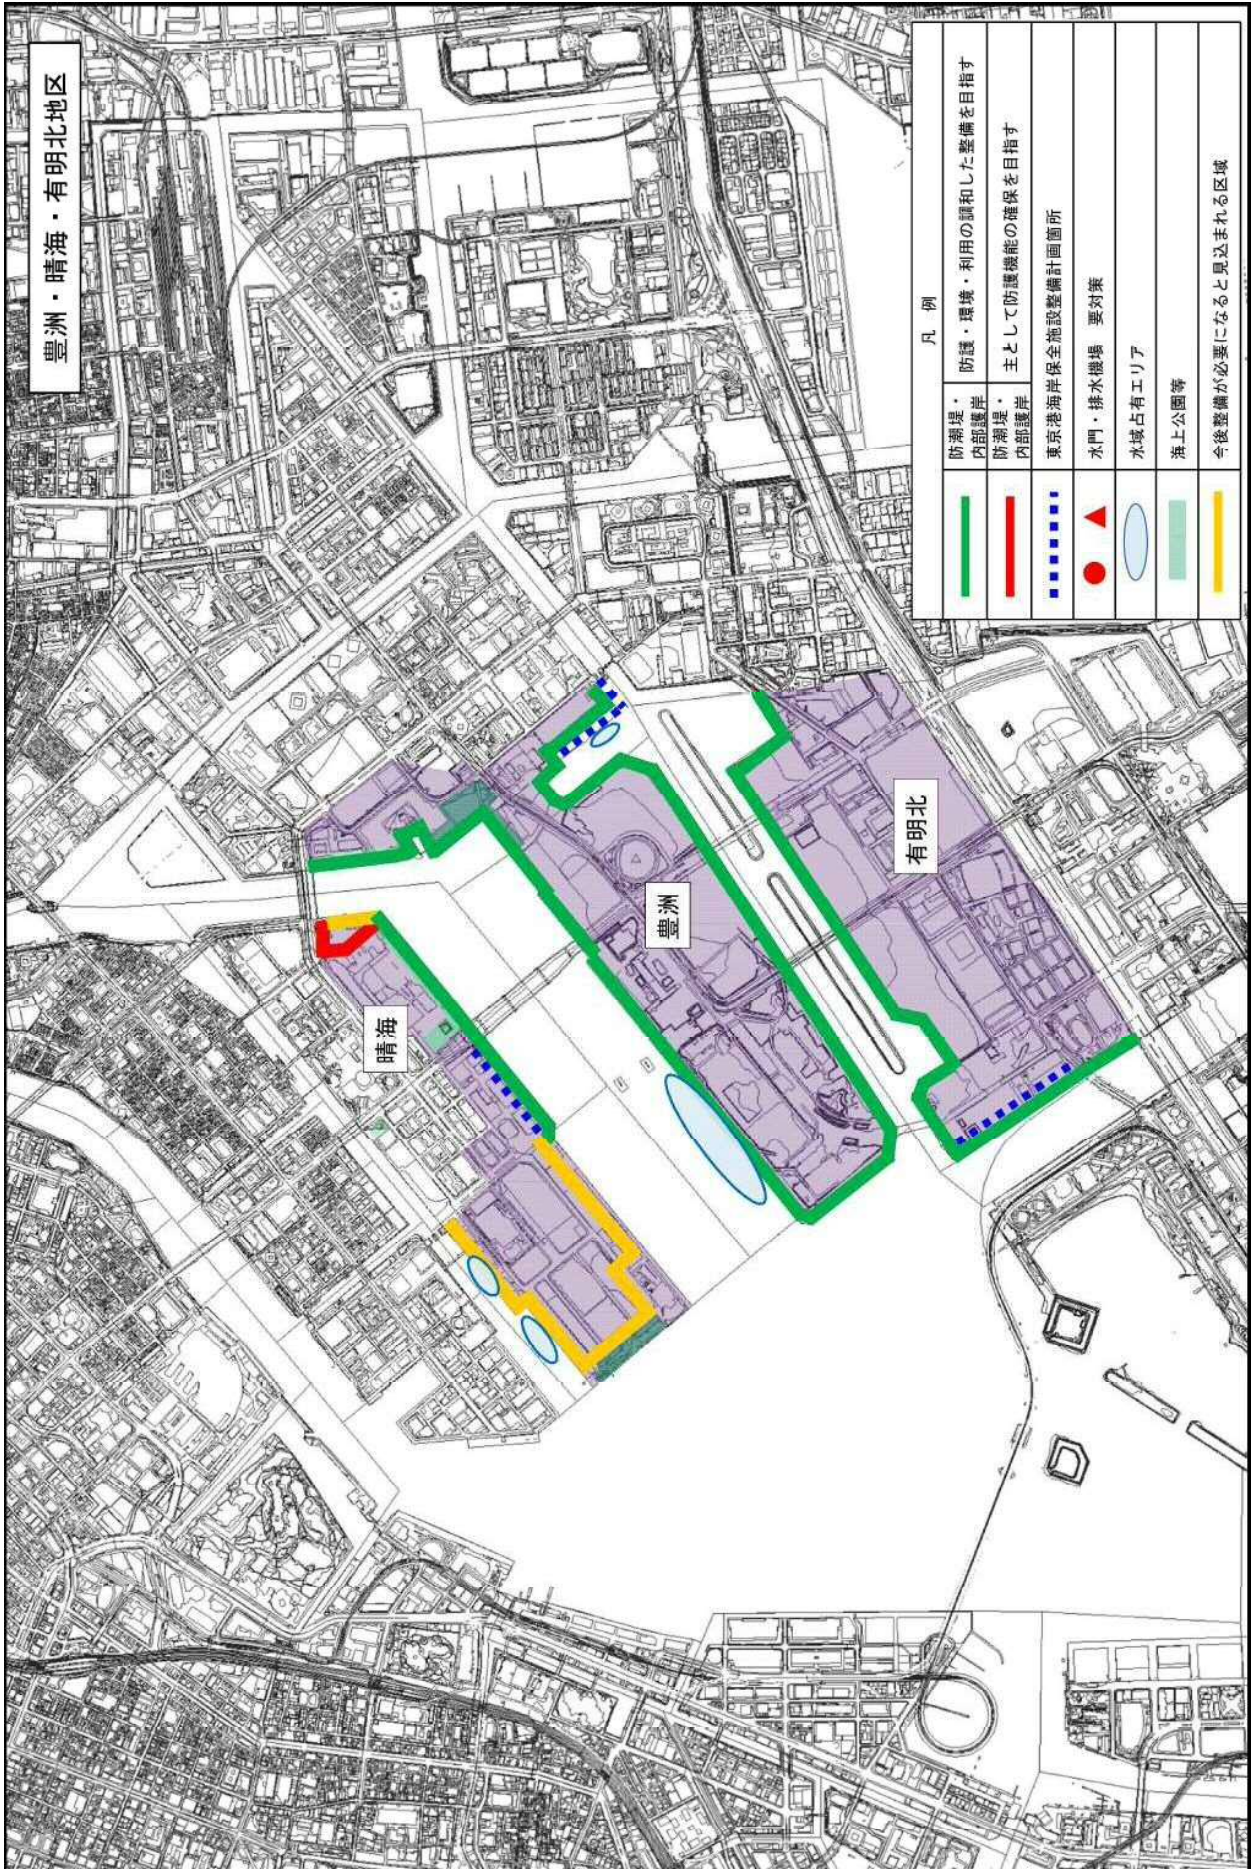 豊洲・晴海・有明北地区
晴海
豊洲
有明北
凡　例
防潮堤・
内部護岸
防護・環境・利用の調和した整備を目指す
防潮堤・
内部護岸
主として防護機能の確保を目指す
東京港海岸保全施設整備計画箇所
水門・排水機場　要対策
水域占有エリア
海上公園等
今後整備が必要になると見込まれる区域